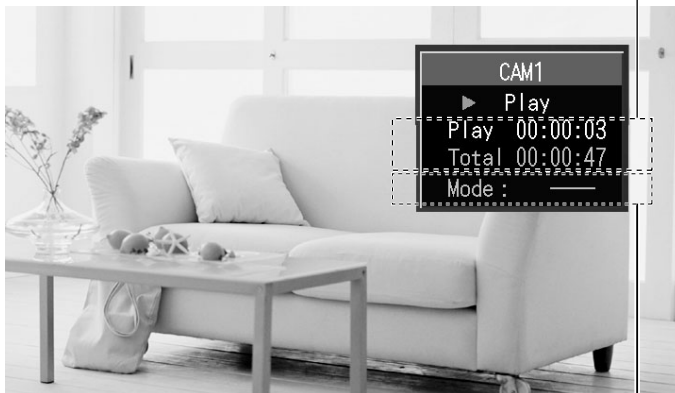 CAM1
▶ Play
Play 00:00:03
Total 00:00:47
Mode : ——